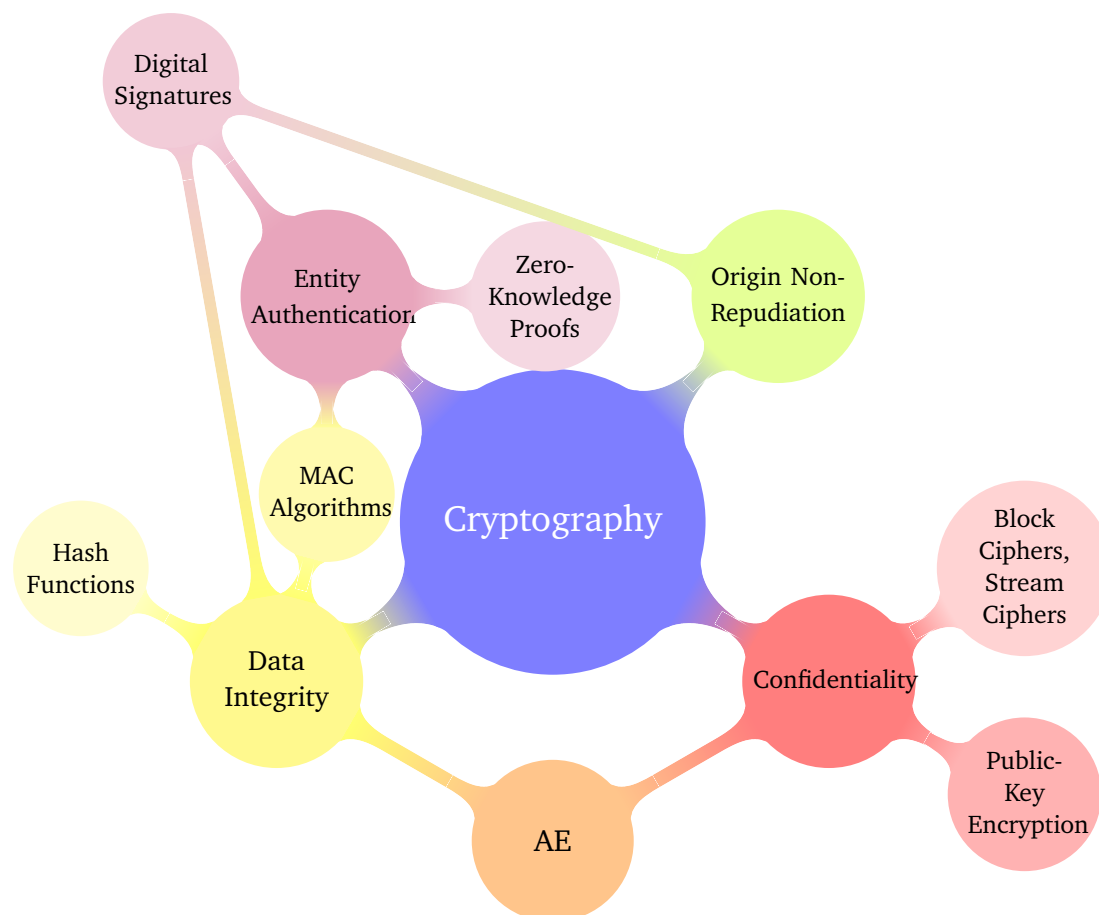 Digital
Signatures
Entity
Authentication
Zero-
Knowledge
Proofs
Origin Non-
Repudiation
MAC
Algorithms
Cryptography
Hash
Functions
Block
Ciphers,
Stream
Ciphers
Data
Integrity
Confidentiality
Public-
Key
Encryption
AE